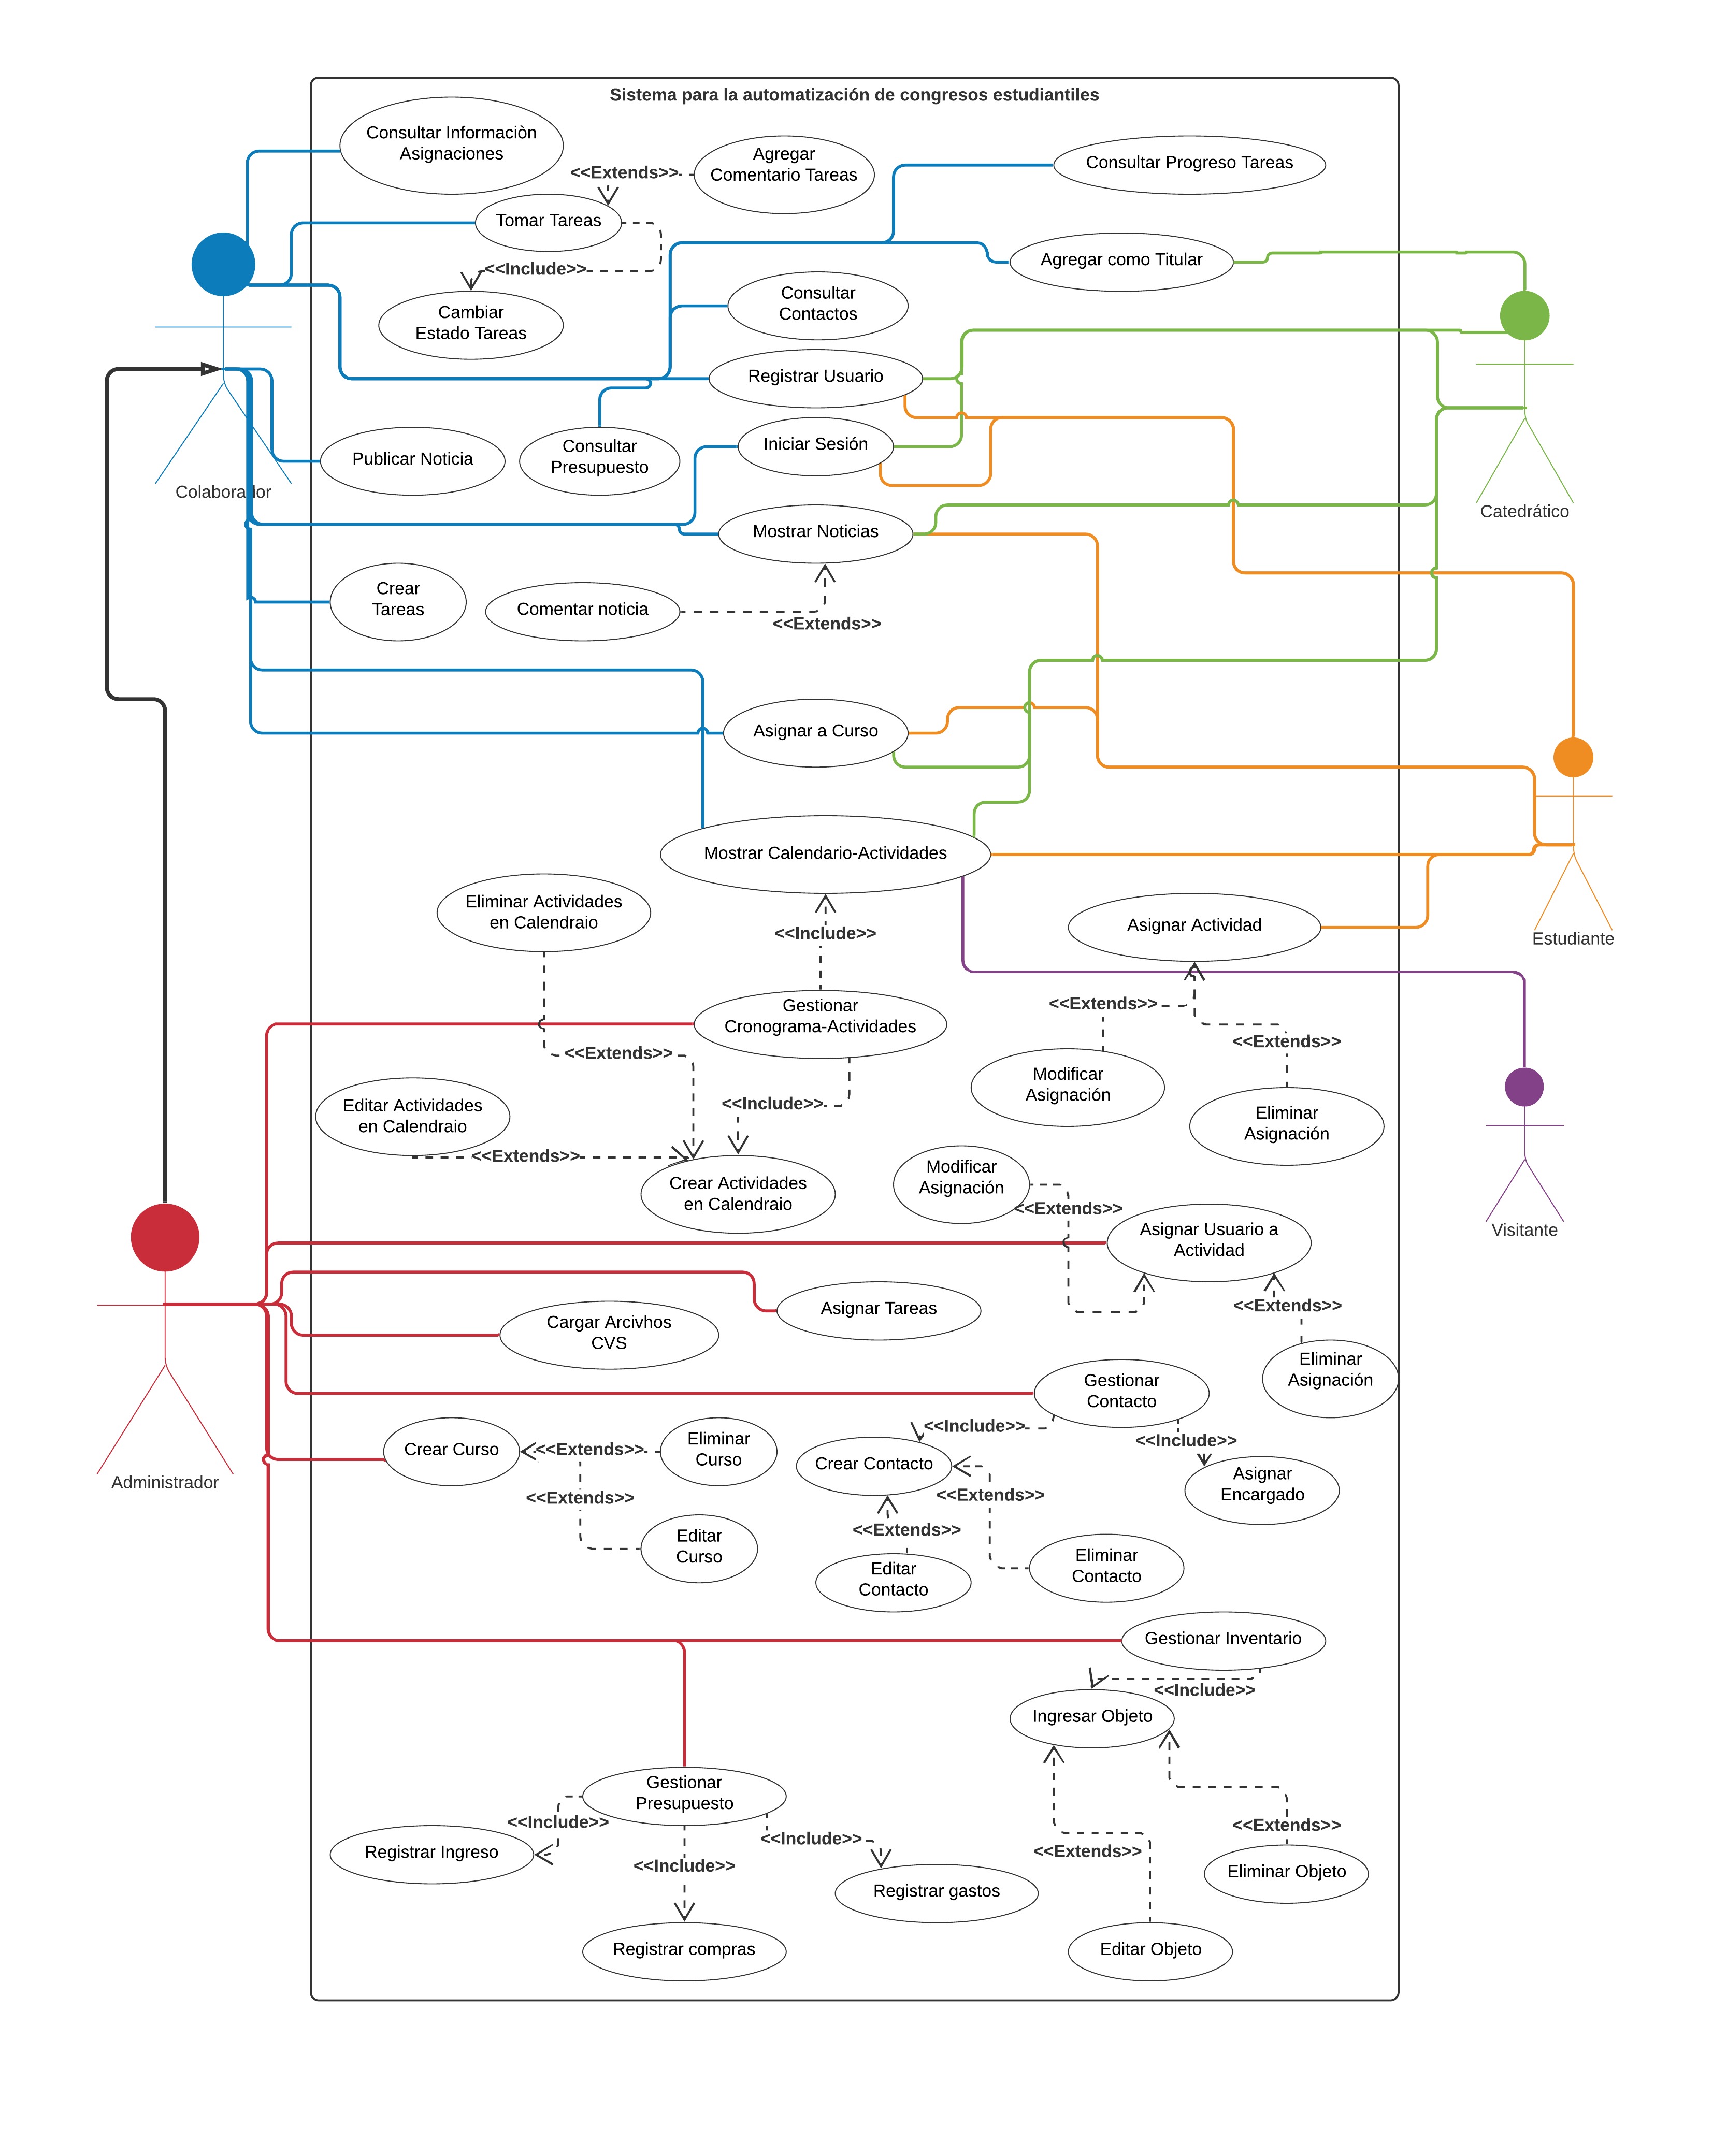 Sistema para la automatización de congresos estudiantiles
Consultar Informaciòn
Asignaciones
Agregar
Comentario Tareas
<<Extends>>
Consultar Progreso Tareas
Tomar Tareas
<<Include>>
Agregar como Titular
Cambiar
Estado Tareas
Consultar
Contactos
Registrar Usuario
Iniciar Sesión
Publicar Noticia
Consultar
Presupuesto
Colaborador
Catedrático
Mostrar Noticias
Crear
Tareas
Comentar noticia
<<Extends>>
Asignar a Curso
Mostrar Calendario-Actividades
Eliminar Actividades
en Calendraio
<<Include>>
Asignar Actividad
Estudiante
Gestionar
Cronograma-Actividades
<<Extends>>
<<Extends>>
<<Extends>>
Modificar
Asignación
<<Include>>
Editar Actividades
en Calendraio
Eliminar
Asignación
<<Extends>>
Crear Actividades
en Calendraio
Modificar
Asignación
<<Extends>>
Asignar Usuario a
Actividad
Visitante
Asignar Tareas
<<Extends>>
Cargar Arcivhos
CVS
Eliminar
Asignación
Gestionar
Contacto
<<Include>>
<<Include>>
Crear Curso
<<Extends>>
Eliminar
Curso
Crear Contacto
Administrador
Asignar
Encargado
<<Extends>>
<<Extends>>
<<Extends>>
Editar
Curso
Editar
Contacto
Eliminar
Contacto
Gestionar Inventario
<<Include>>
Ingresar Objeto
Gestionar
Presupuesto
<<Include>>
<<Include>>
<<Include>>
<<Extends>>
<<Extends>>
Registrar Ingreso
Registrar gastos
Eliminar Objeto
Registrar compras
Editar Objeto